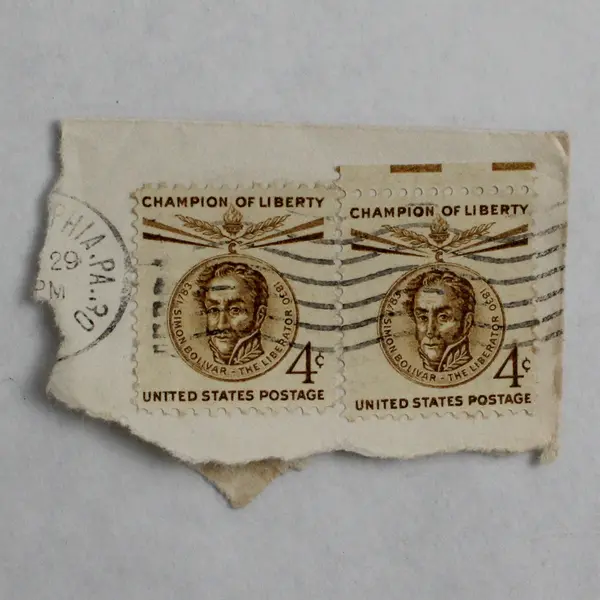 PHIA.PA.30
29
PM
CHAMPION OF LIBERTY
1783 SIMON BOLIVAR - THE LIBERATOR 1830
4¢
UNITED STATES POSTAGE
CHAMPION OF LIBERTY
1783 SIMON BOLIVAR - THE LIBERATOR 1830
4¢
UNITED STATES POSTAGE